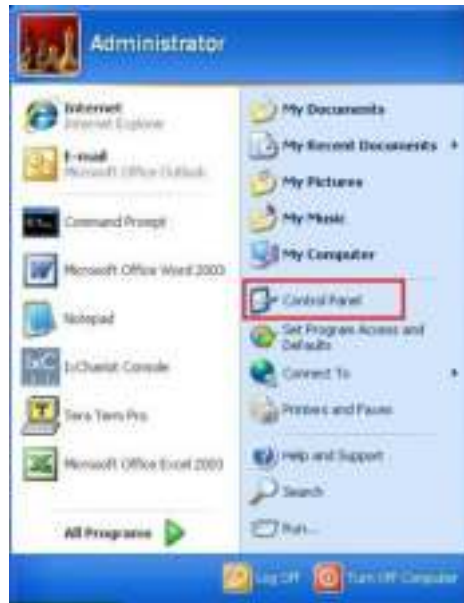 Administrator
Internet
Internet Explorer
E-mail
Microsoft Office Outlook
Command Prompt
Microsoft Office Word 2003
Notepad
IxChariot Console
Tera Term Pro
Microsoft Office Excel 2003
All Programs
My Documents
My Recent Documents
My Pictures
My Music
My Computer
Control Panel
Set Program Access and
Defaults
Connect To
Printers and Faxes
Help and Support
Search
Run...
Log Off
Turn Off Computer